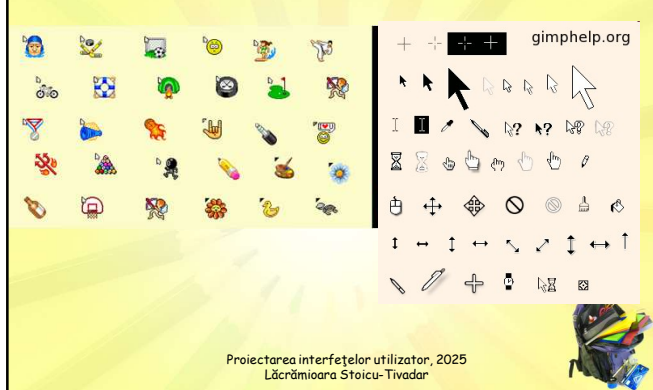 gimphelp.org
Proiectarea interfeţelor utilizator, 2025
Lăcrămioara Stoicu-Tivadar